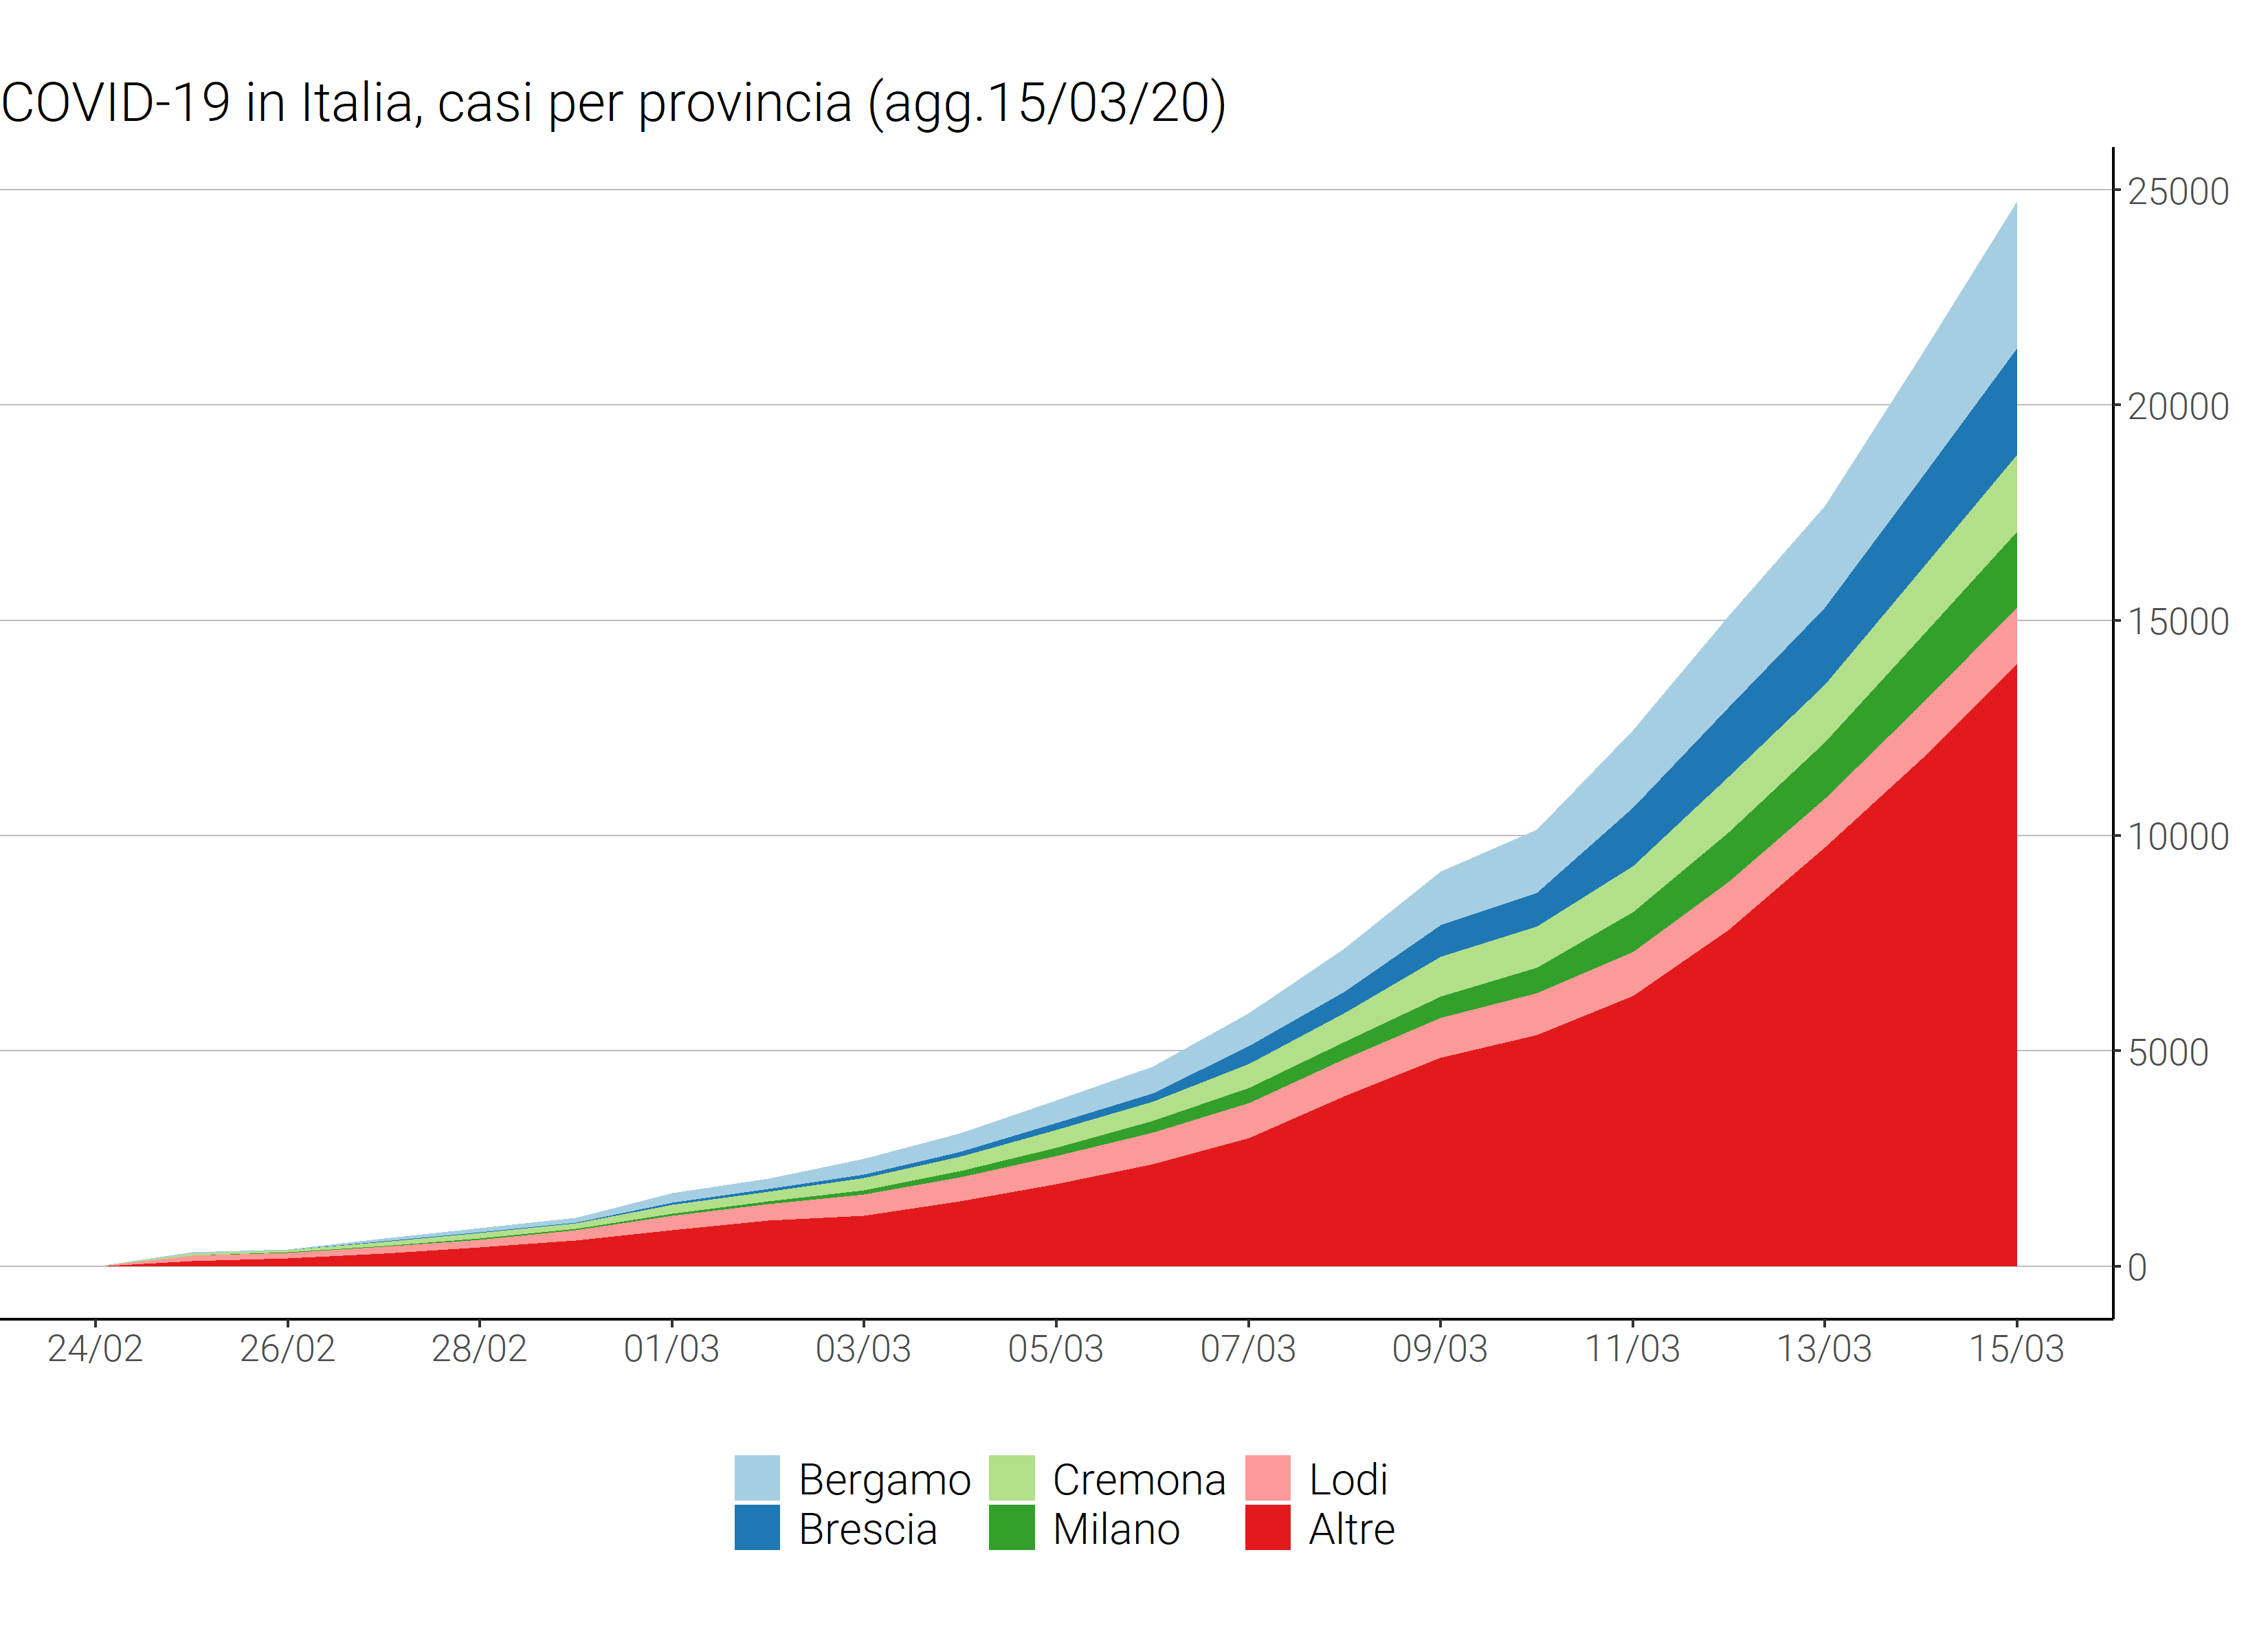 COVID-19 in Italia, casi per provincia (agg.15/03/20)
25000
20000
15000
10000
5000
0
24/02 26/02 28/02 01/03 03/03 05/03 07/03 09/03 11/03 13/03 15/03
Bergamo Cremona Lodi
Brescia Milano Altre